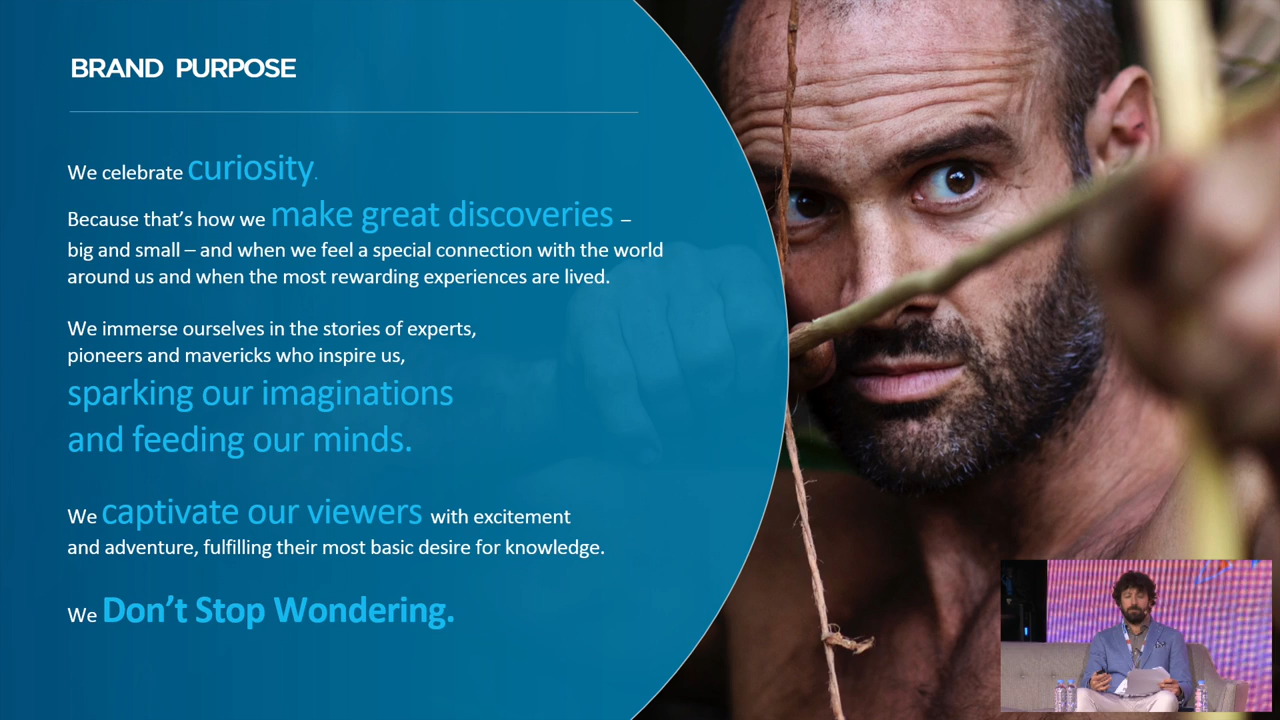 BRAND PURPOSE
We celebrate curiosity.
Because that’s how we make great discoveries –
big and small – and when we feel a special connection with the world
around us and when the most rewarding experiences are lived.
We immerse ourselves in the stories of experts,
pioneers and mavericks who inspire us,
sparking our imaginations
and feeding our minds.
We captivate our viewers with excitement
and adventure, fulfilling their most basic desire for knowledge.
We Don’t Stop Wondering.